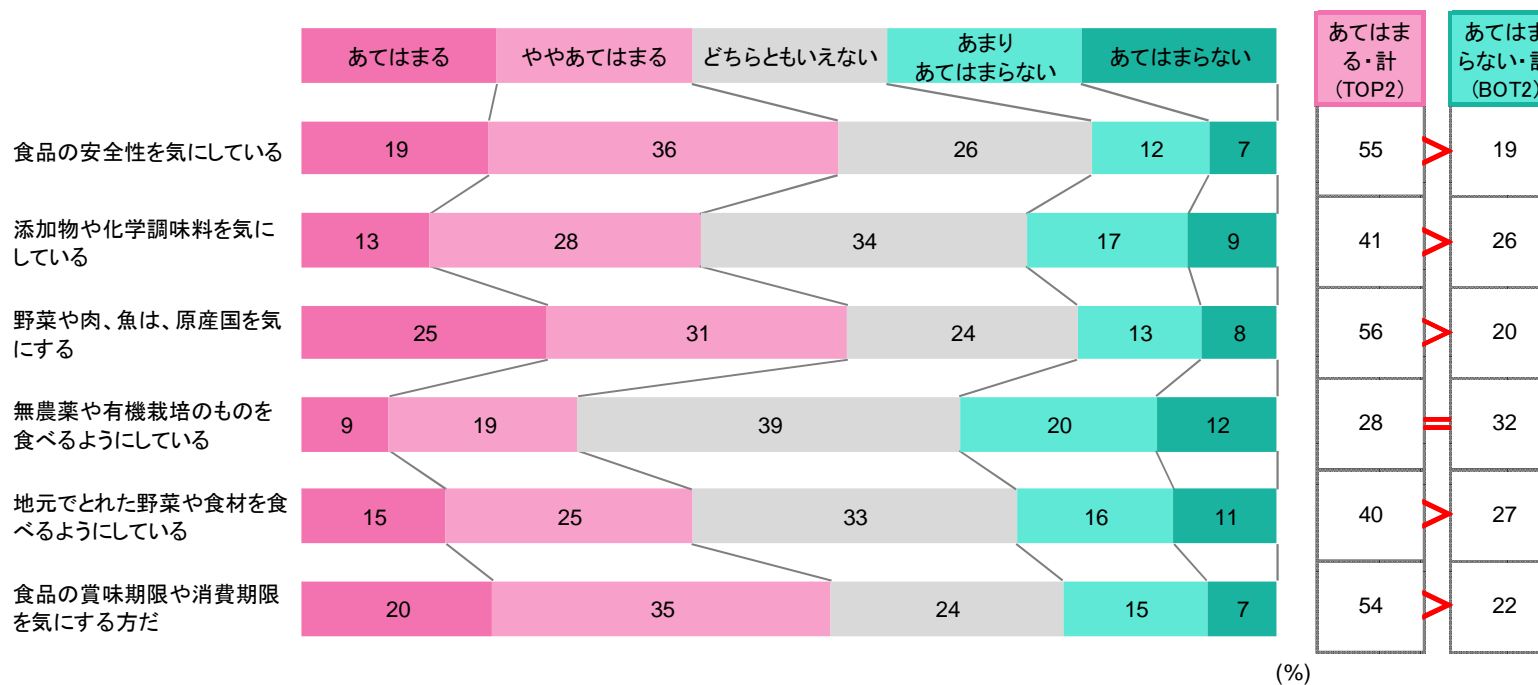 あてはまる ややあてはまる どちらともいえない あまり あてはまらない
あてはまらない
あてはま
る・計
(TOP2)
あてはま
らない・計
(BOT2)
食品の安全性を気にしている 19 36 26 12 7 55 > 19
添加物や化学調味料を気に
している
13 28 34 17 9 41 > 26
野菜や肉、魚は、原産国を気
にする
25 31 24 13 8 56 > 20
無農薬や有機栽培のものを
食べるようにしている
9 19 39 20 12 28 = 32
地元でとれた野菜や食材を食
べるようにしている
15 25 33 16 11 40 > 27
食品の賞味期限や消費期限
を気にする方だ
20 35 24 15 7 54 > 22
(%)